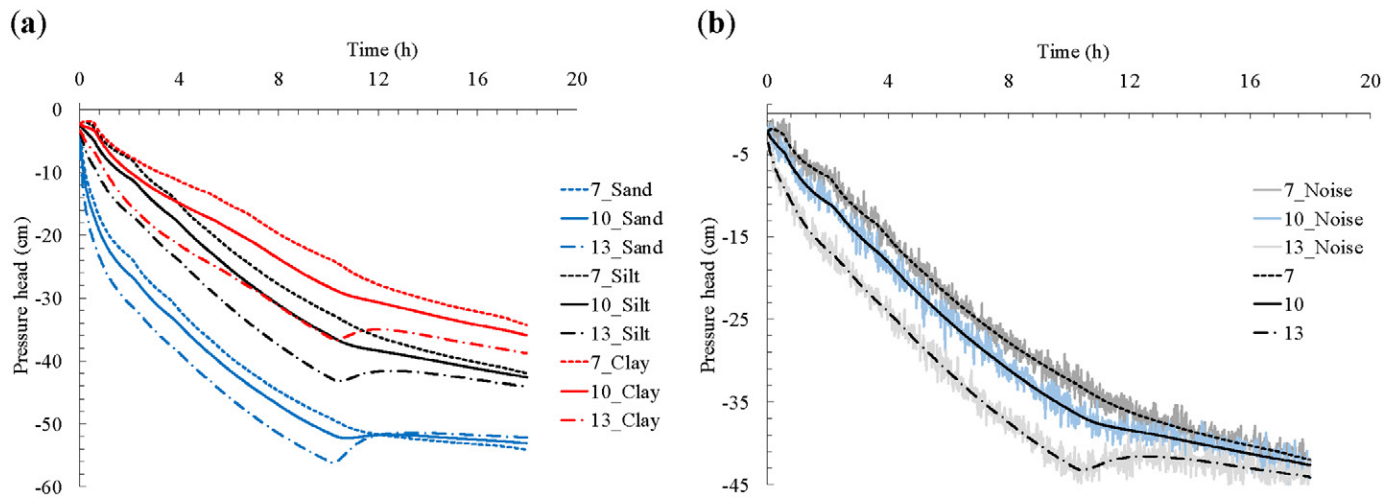 (a)
Time (h)
0 4 8 12 16 20
0
-10
-20
-30
-40
-50
-60
Pressure head (cm)
7_Sand
10_Sand
13_Sand
7_Silt
10_Silt
13_Silt
7_Clay
10_Clay
13_Clay
(b)
Time (h)
0 4 8 12 16 20
-5
-15
-25
-35
-45
Pressure head (cm)
7_Noise
10_Noise
13_Noise
7
10
13